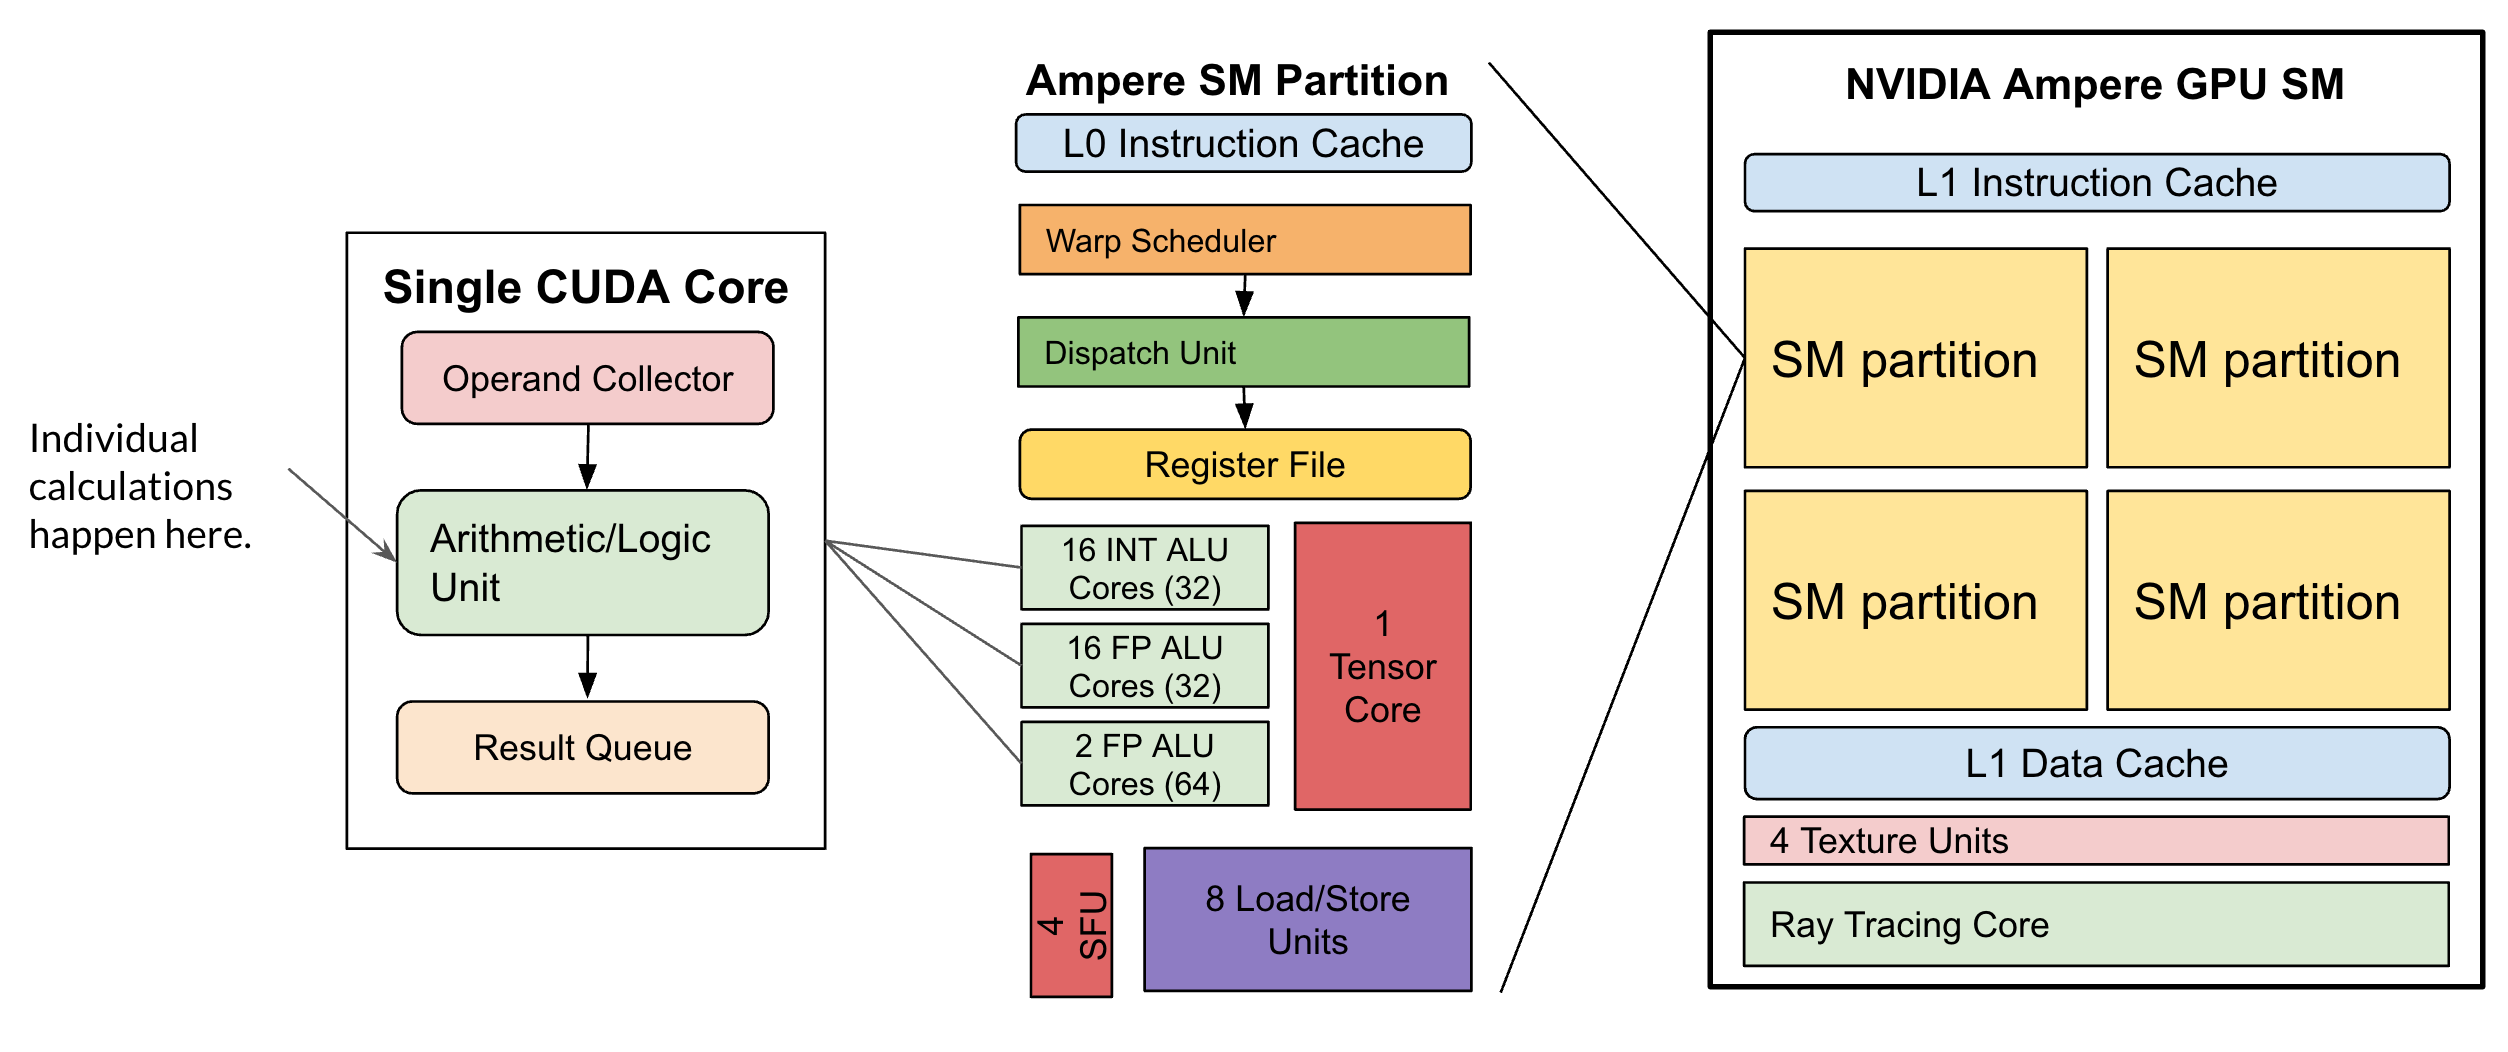 Individual
calculations
happen here.
Single CUDA Core
Operand Collector
Arithmetic/Logic
Unit
Result Queue
Ampere SM Partition
L0 Instruction Cache
Warp Scheduler
Dispatch Unit
Register File
16 INT ALU
Cores (32)
16 FP ALU
Cores (32)
2 FP ALU
Cores (64)
1
Tensor
Core
4
SFU
8 Load/Store
Units
NVIDIA Ampere GPU SM
L1 Instruction Cache
SM partition
SM partition
SM partition
SM partition
L1 Data Cache
4 Texture Units
Ray Tracing Core